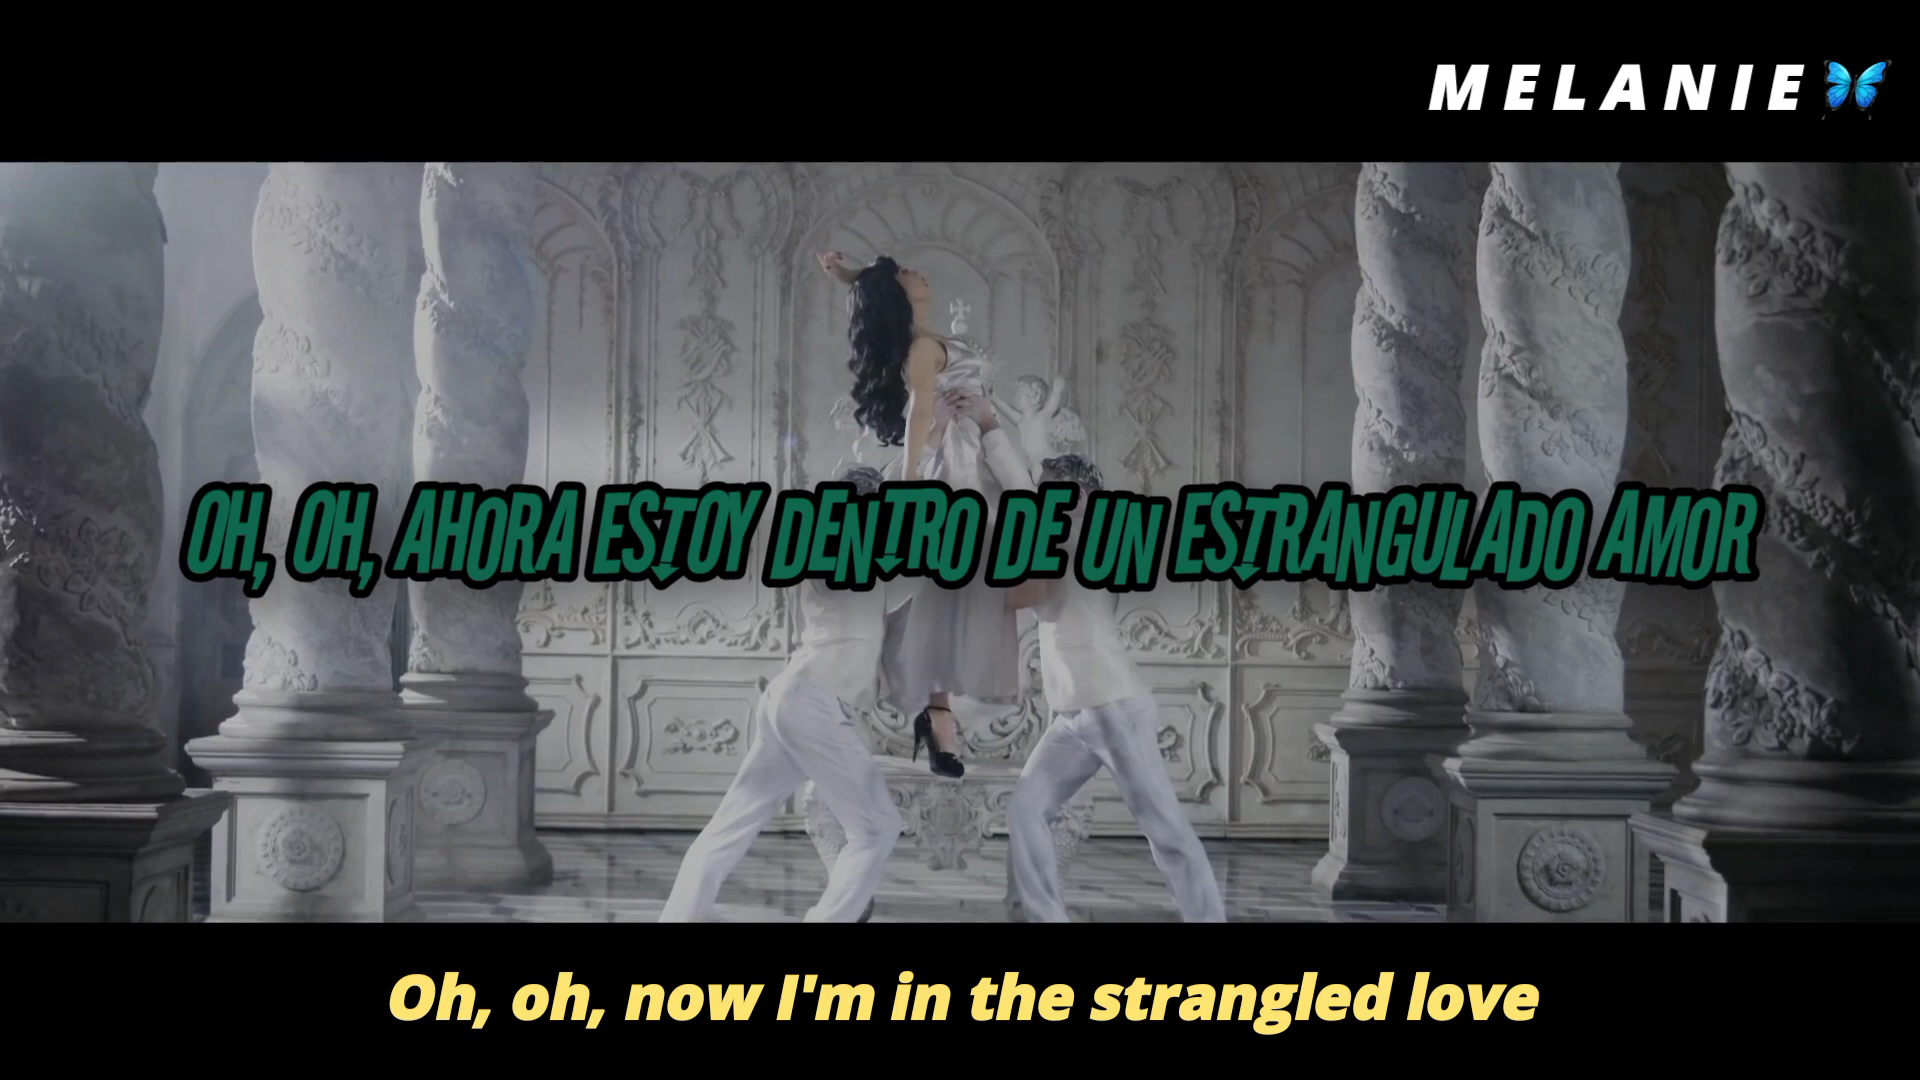 MELANIE🦋
OH, OH, AHORA ESTOY DENTRO DE UN ESTRANGULADO AMOR
Oh, oh, now I'm in the strangled love